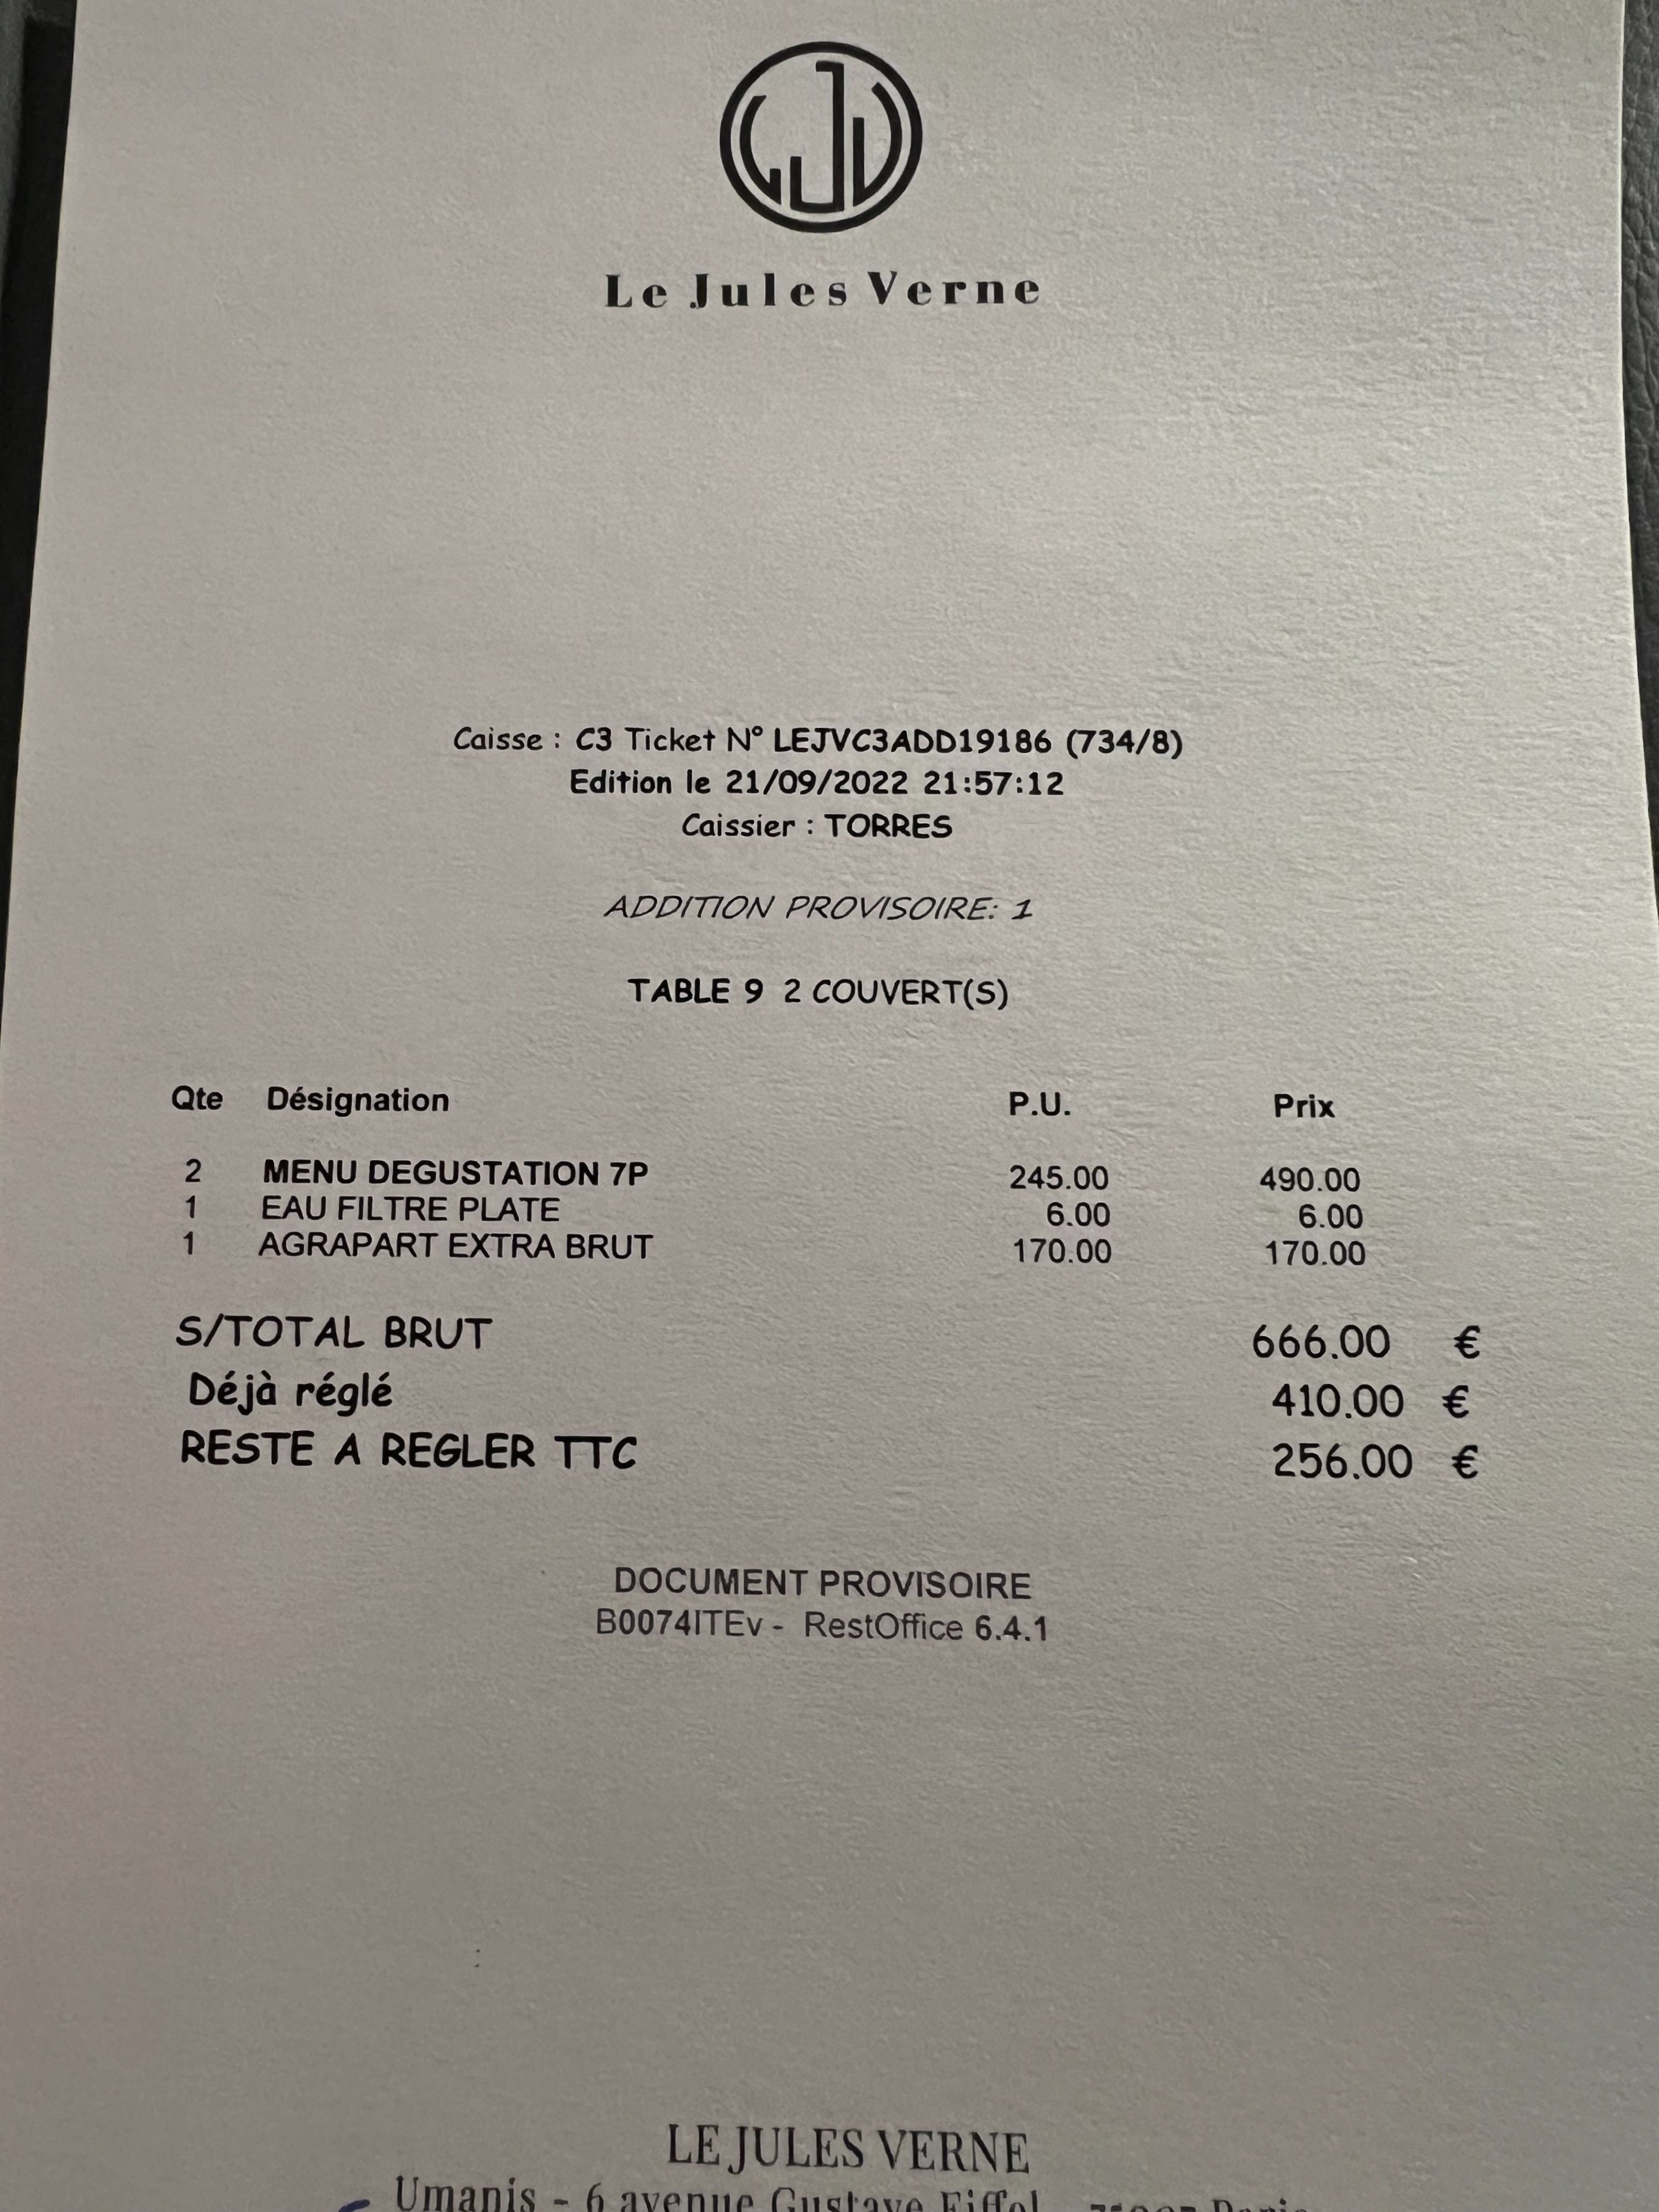 LJV
Le Jules Verne
Caisse : C3 Ticket N° LEJVC3ADD19186 (734/8)
Edition le 21/09/2022 21:57:12
Caissier : TORRES
ADDITION PROVISOIRE: 1
TABLE 9 2 COUVERT(S)
Qte Désignation P.U. Prix
2 MENU DEGUSTATION 7P 245.00 490.00
1 EAU FILTRE PLATE 6.00 6.00
1 AGRAPART EXTRA BRUT 170.00 170.00
S/TOTAL BRUT 666.00 €
Déjà réglé 410.00 €
RESTE A REGLER TTC 256.00 €
DOCUMENT PROVISOIRE
B0074ITEv - RestOffice 6.4.1
LE JULES VERNE
Umanis - 6 avenue Gustave Eiffel - 75007 Paris